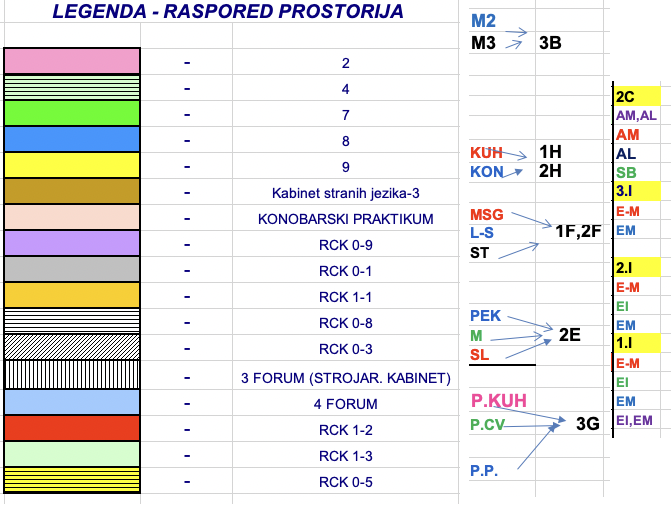 LEGENDA - RASPORED PROSTORIJA
- 2
- 4
- 7
- 8
- 9
- Kabinet stranih jezika-3
- KONOBARSKI PRAKTIKUM
- RCK 0-9
- RCK 0-1
- RCK 1-1
- RCK 0-8
- RCK 0-3
- 3 FORUM (STROJAR. KABINET)
- 4 FORUM
- RCK 1-2
- RCK 1-3
- RCK 0-5
M2
M3 3B
KUH 1H
KON 2H
MSG
L-S 1F,2F
ST
PEK
M 2E
SL
P.KUH
P.CV 3G
P.P.
2C
AM,AL
AM
AL
SB
3.I
E-M
EM
2.I
E-M
EI
EM
1.I
E-M
EI
EM
EI,EM